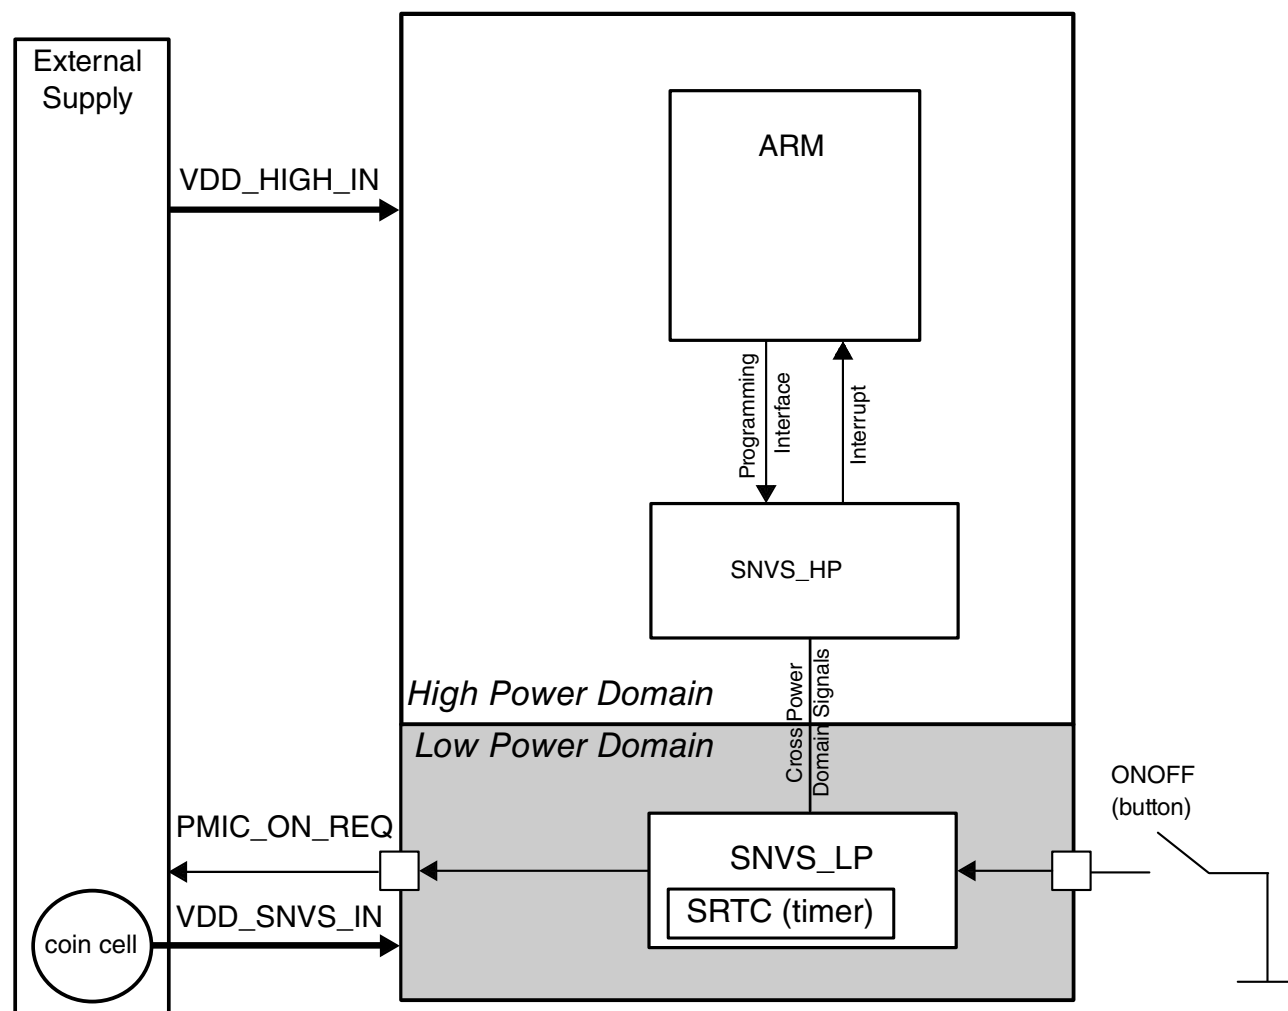 External
Supply
VDD_HIGH_IN
ARM
Programming
Interface
Interrupt
SNVS_HP
High Power Domain
Cross Power
Domain Signals
Low Power Domain
ONOFF
(button)
PMIC_ON_REQ
SNVS_LP
SRTC (timer)
VDD_SNVS_IN
coin cell